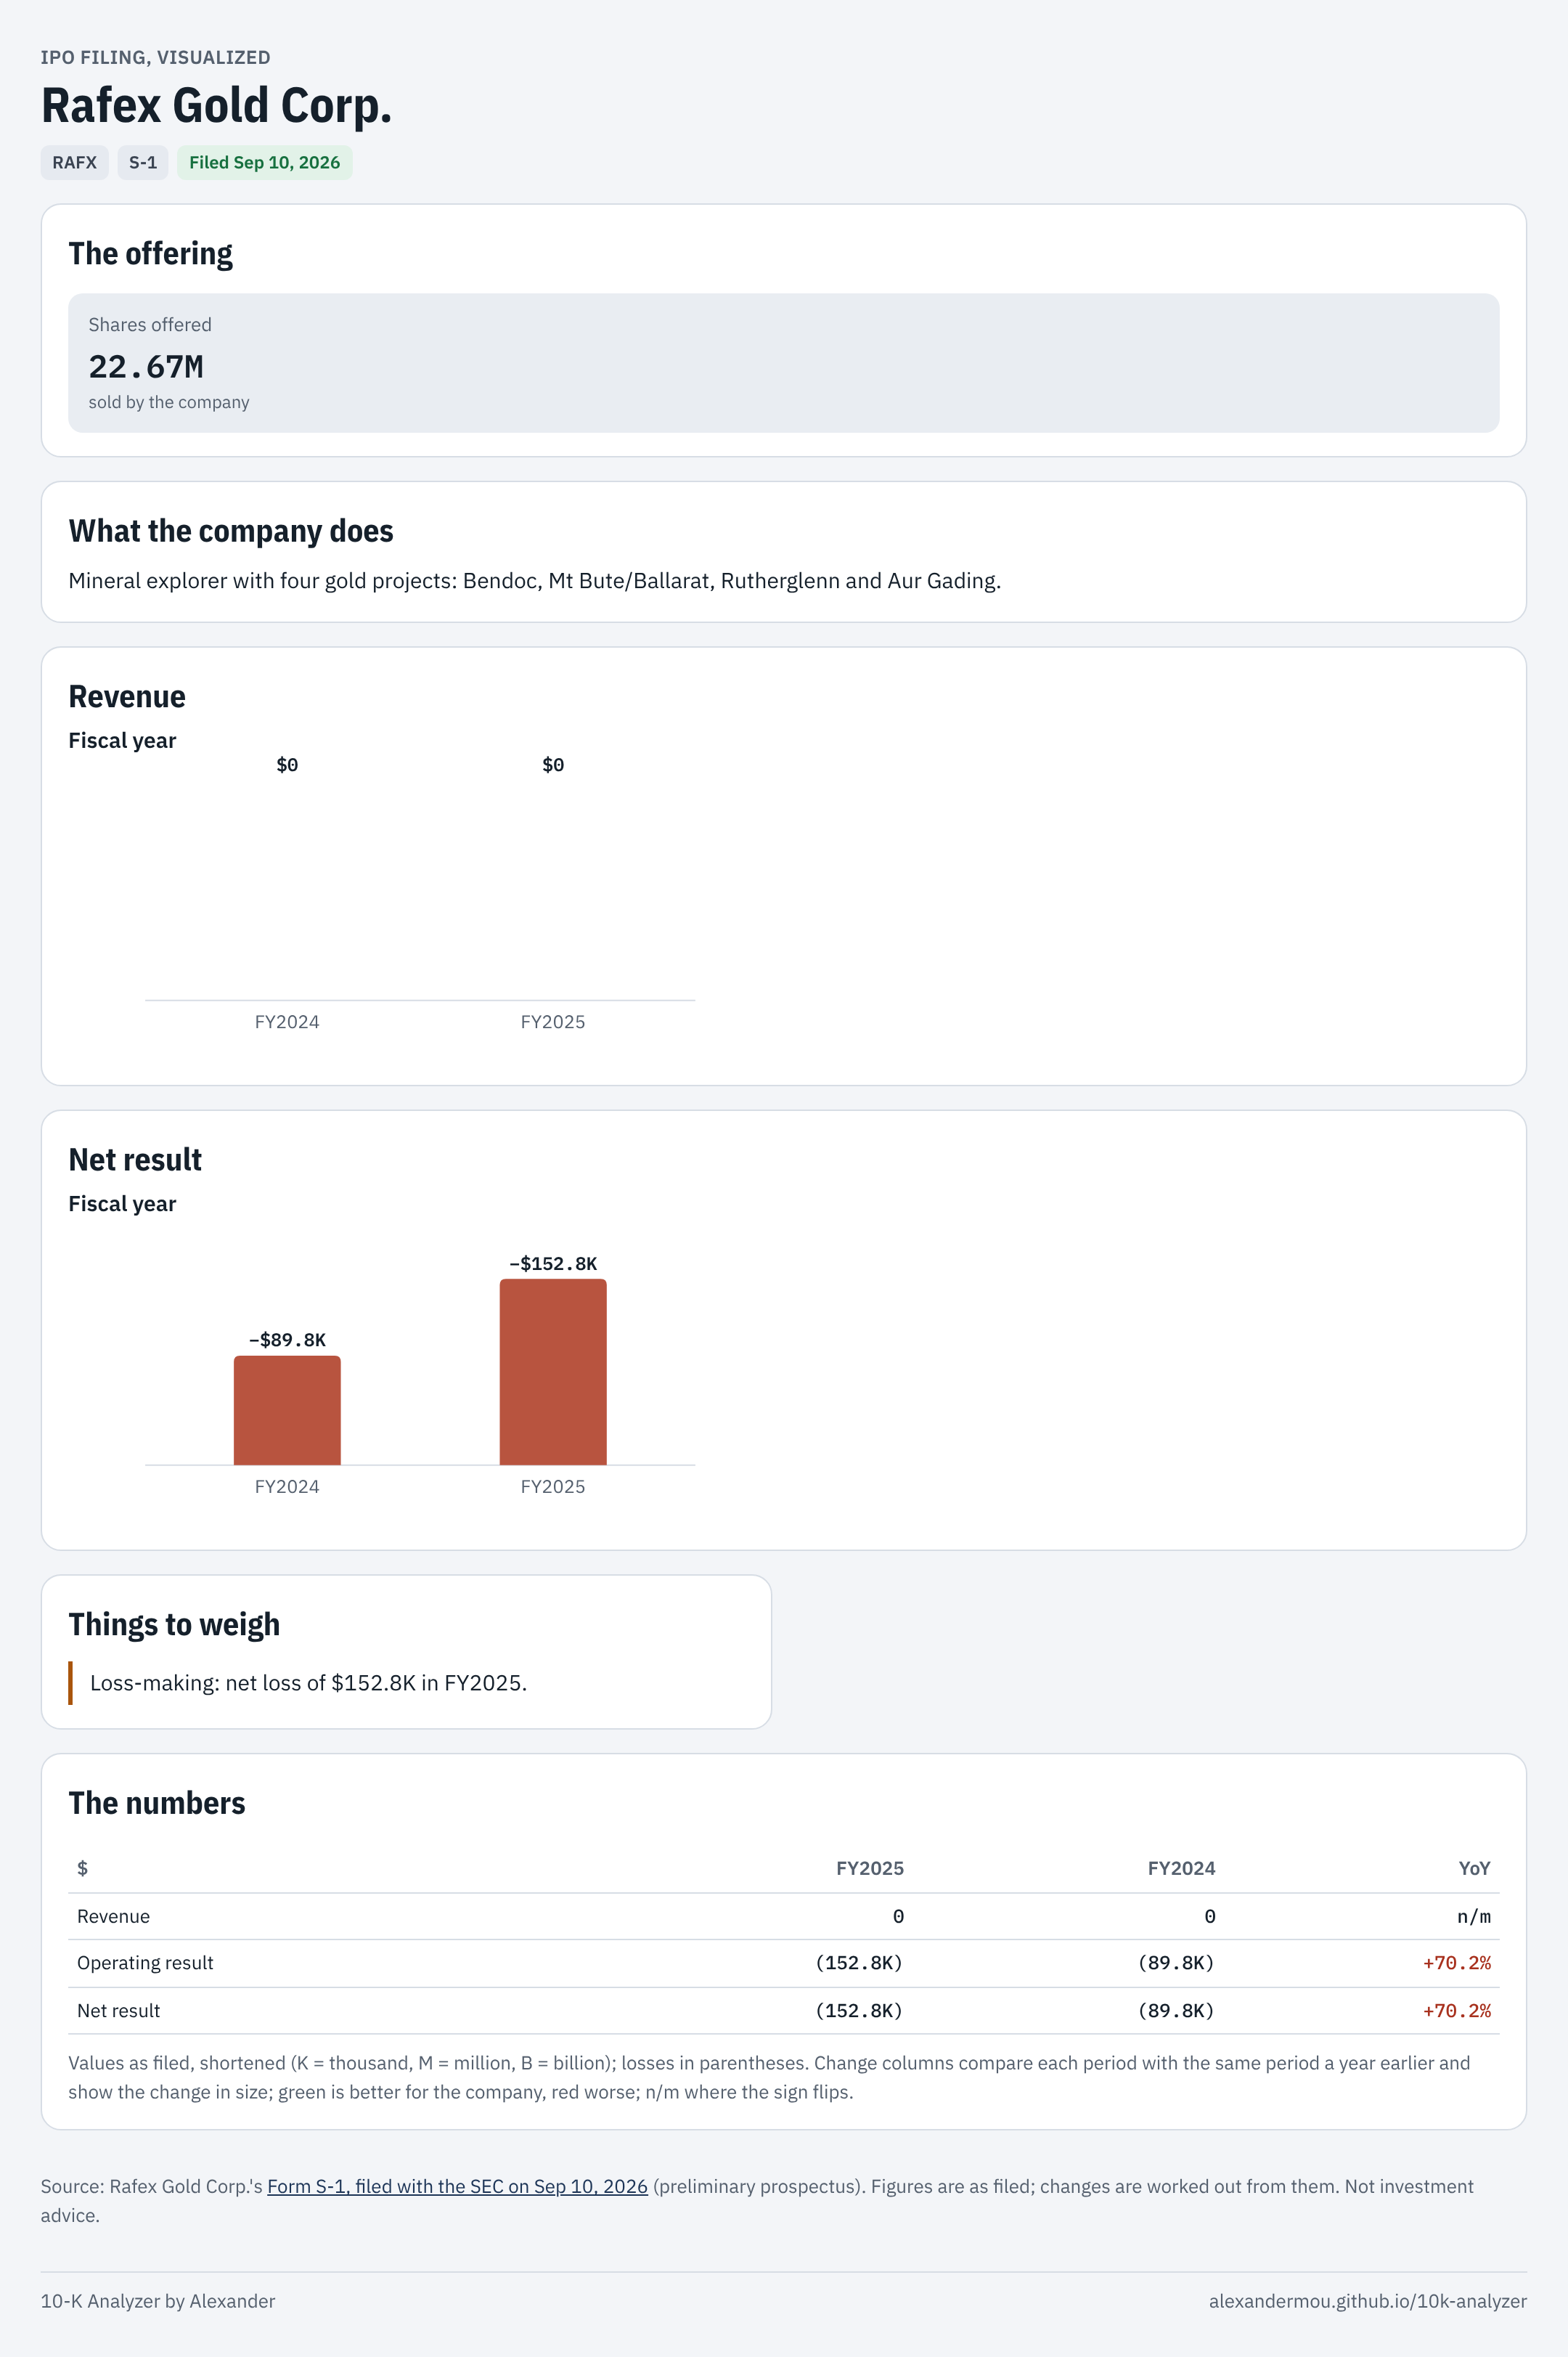 IPO FILING, VISUALIZED
Rafex Gold Corp.
RAFX S-1 Filed Sep 10, 2026
The offering
Shares offered
22.67M
sold by the company
What the company does
Mineral explorer with four gold projects: Bendoc, Mt Bute/Ballarat, Rutherglenn and Aur Gading.
Revenue
Fiscal year
$0 $0
FY2024 FY2025
Net result
Fiscal year
−$152.8K
−$89.8K
FY2024 FY2025
Things to weigh
Loss-making: net loss of $152.8K in FY2025.
The numbers
$ FY2025 FY2024 YoY
Revenue 0 0 n/m
Operating result (152.8K) (89.8K) +70.2%
Net result (152.8K) (89.8K) +70.2%
Values as filed, shortened (K = thousand, M = million, B = billion); losses in parentheses. Change columns compare each period with the same period a year earlier and
show the change in size; green is better for the company, red worse; n/m where the sign flips.
Source: Rafex Gold Corp.'s Form S-1, filed with the SEC on Sep 10, 2026 (preliminary prospectus). Figures are as filed; changes are worked out from them. Not investment
advice.
10-K Analyzer by Alexander alexandermou.github.io/10k-analyzer